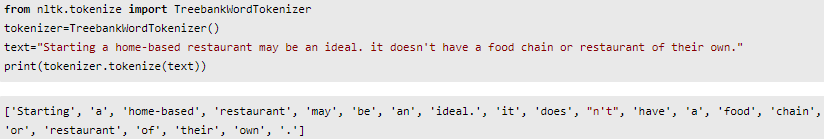 from nltk.tokenize import TreebankWordTokenizer
tokenizer=TreebankWordTokenizer()
text="Starting a home-based restaurant may be an ideal. it doesn't have a food chain or restaurant of their own."
print(tokenizer.tokenize(text))
['Starting', 'a', 'home-based', 'restaurant', 'may', 'be', 'an', 'ideal.', 'it', 'does', "n't", 'have', 'a', 'food', 'chain',
'or', 'restaurant', 'of', 'their', 'own', '.']